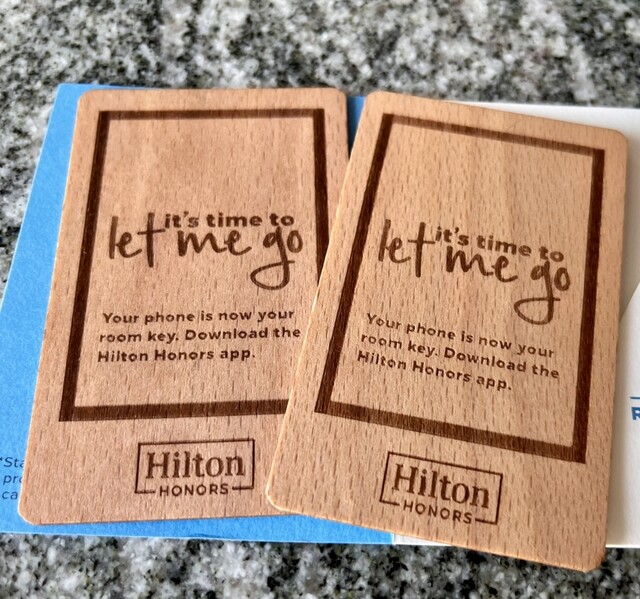 it's time to
let me go
Your phone is now your
room key. Download the
Hilton Honors app.
Hilton
HONORS
it's time to
let me go
Your phone is now your
room key. Download the
Hilton Honors app.
Hilton
HONORS